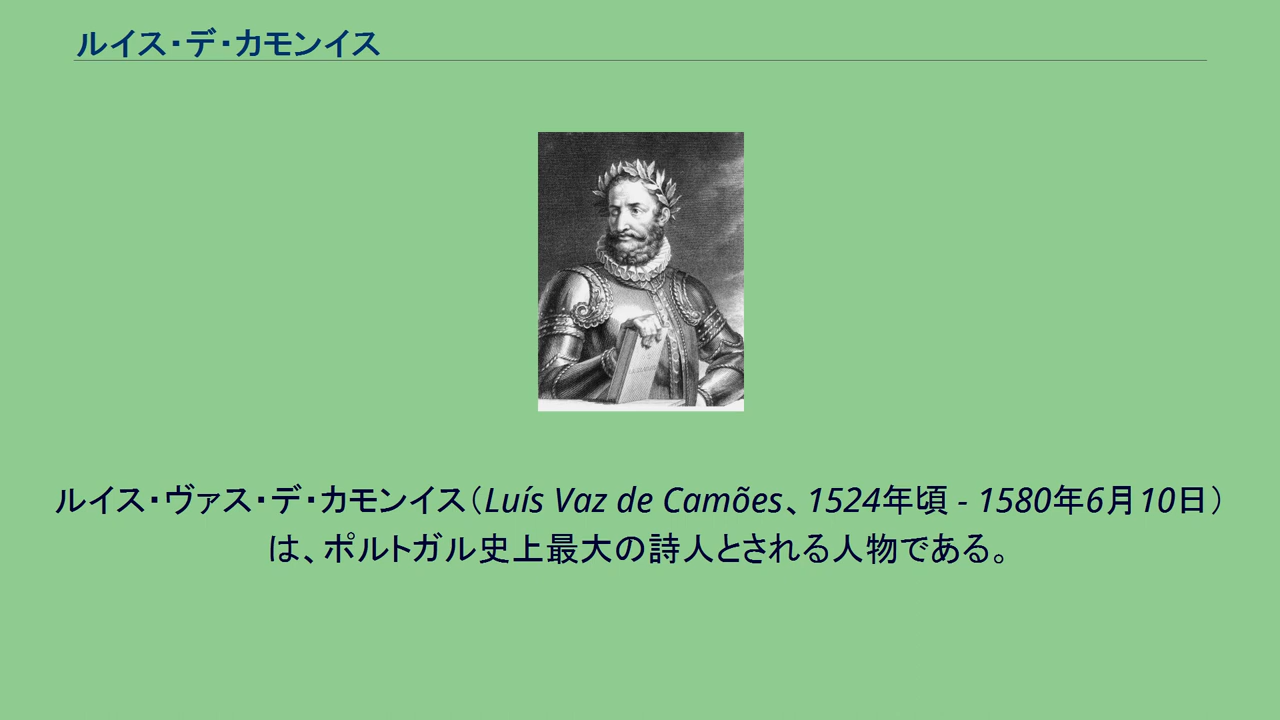 ルイス・デ・カモンイス
ルイス・ヴァス・デ・カモンイス（Luís Vaz de Camões、1524年頃 - 1580年6月10日）
は、ポルトガル史上最大の詩人とされる人物である。